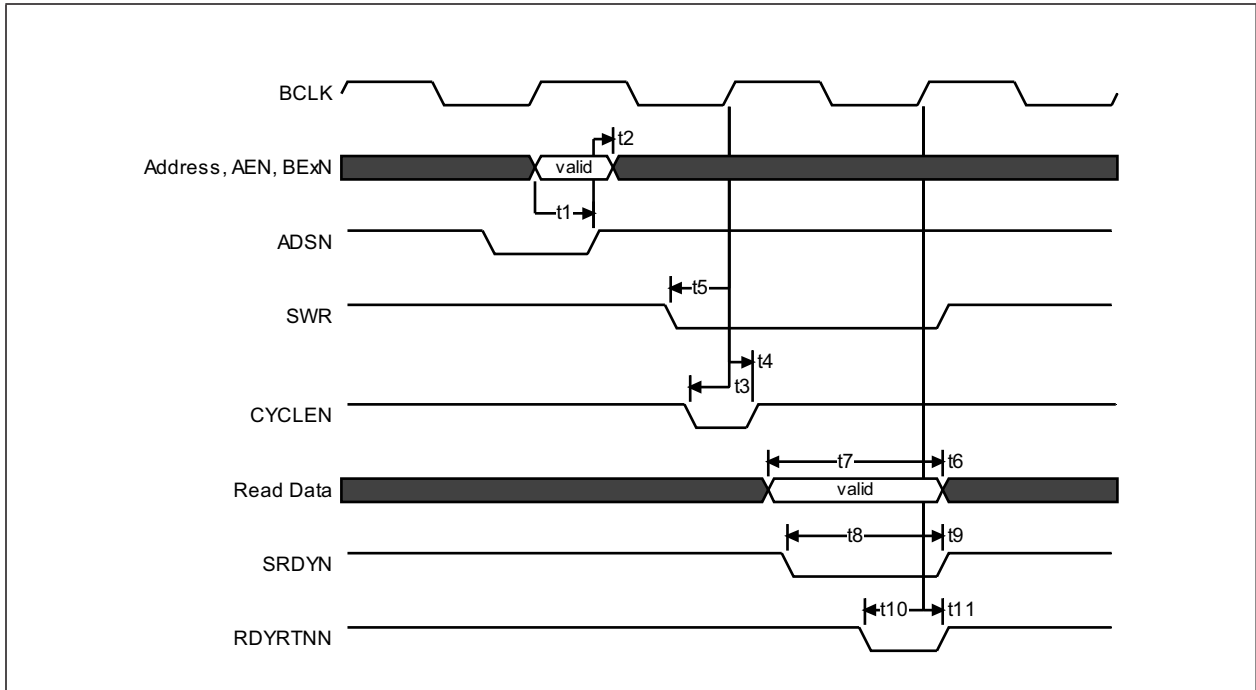 BCLK
t2
Address, AEN, BExN
valid
t1
ADSN
t5
SWR
t4
t3
CYCLEN
t7
t6
Read Data
valid
t8
t9
SRDYN
t10
t11
RDYRTNN